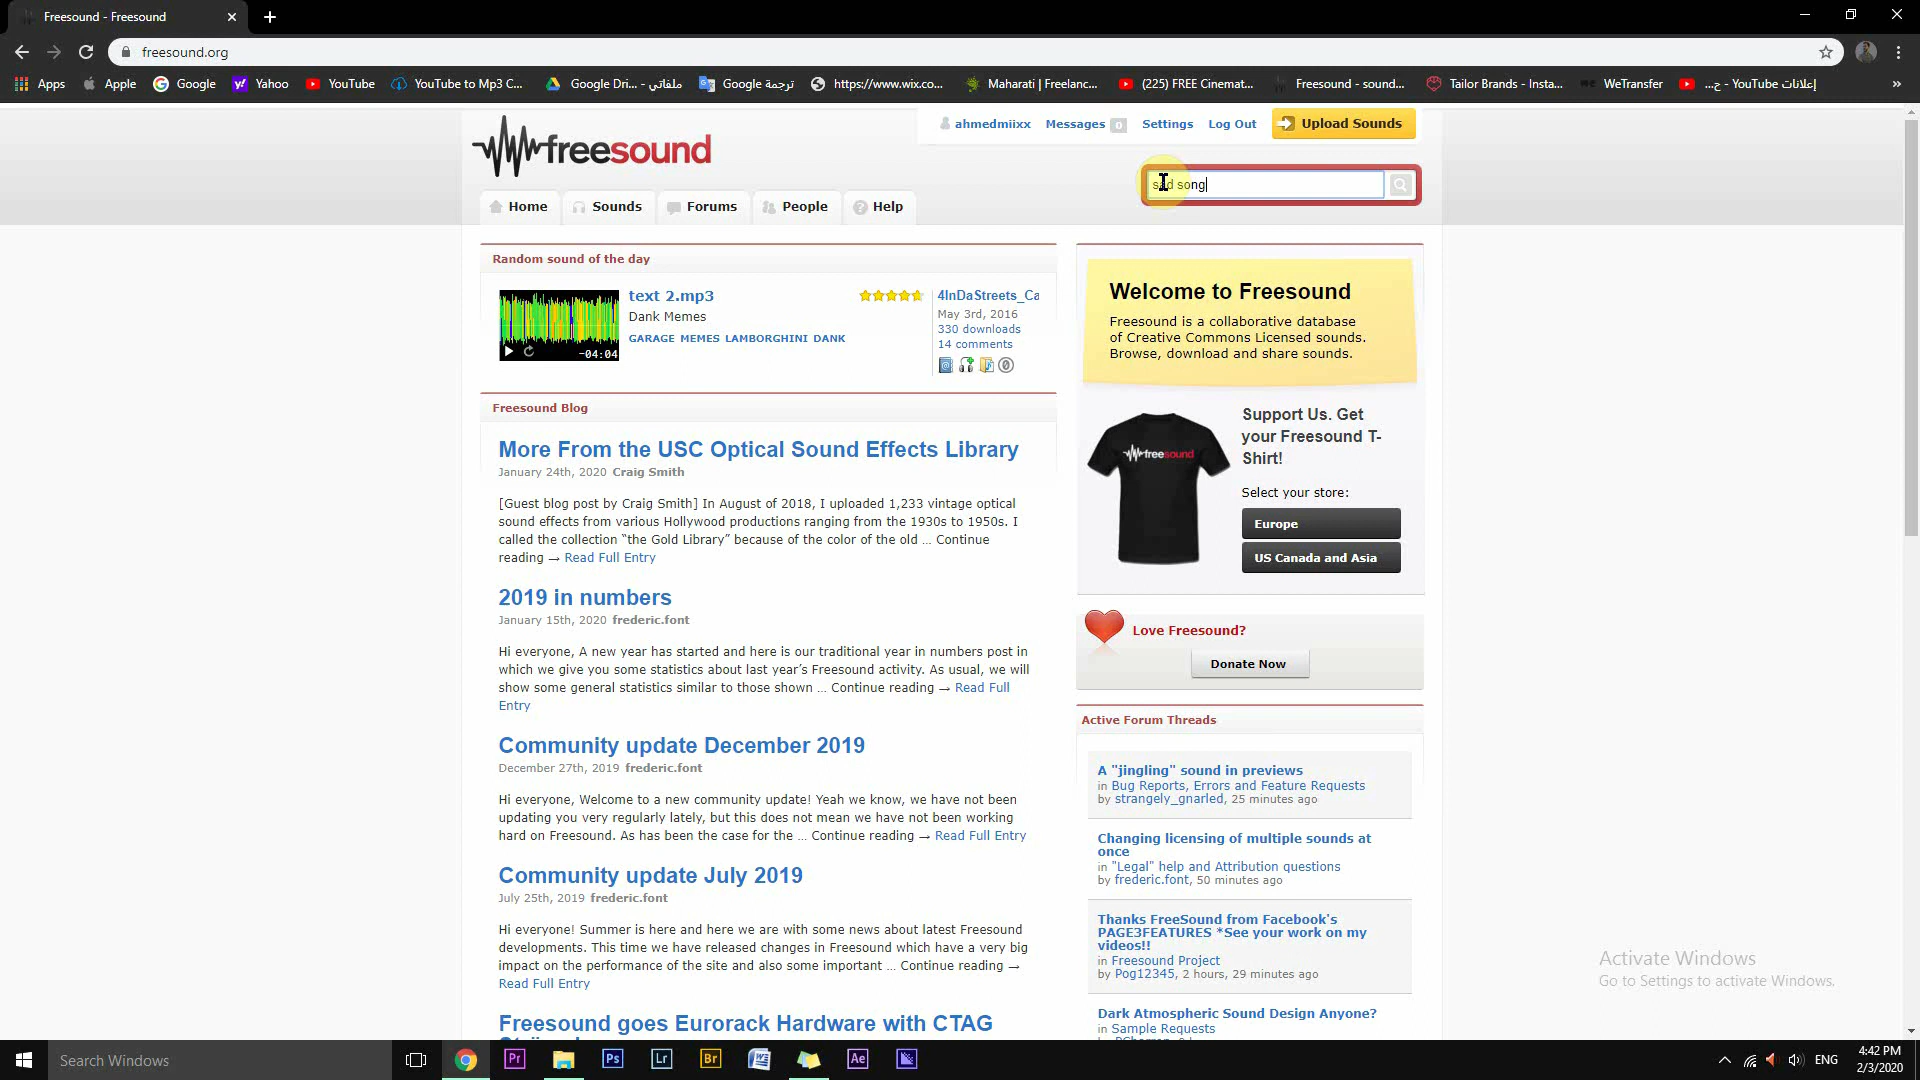 Freesound - Freesound
freesound.org
Apps
Apple
Google
Yahoo
YouTube
YouTube to Mp3 C...
Google Dri... - ملفاتي
ترجمة Google
https://www.wix.co...
Maharati | Freelanc...
(225) FREE Cinemat...
Freesound - soun...
Tailor Brands - Insta...
WeTransfer
إعلانات YouTube - ح...
»
freesound
ahmedmiixx
Messages 0
Settings
Log Out
Upload Sounds
sad song
Home
Sounds
Forums
People
Help
Random sound of the day
text 2.mp3
Dank Memes
GARAGE MEMES LAMBORGHINI DANK
-04:04
4InDaStreets_Ca
May 3rd, 2016
330 downloads
14 comments
Freesound Blog
More From the USC Optical Sound Effects Library
January 24th, 2020 Craig Smith
[Guest blog post by Craig Smith] In August of 2018, I uploaded 1,233 vintage optical
sound effects from various Hollywood productions ranging from the 1930s to 1950s. I
called the collection “the Gold Library” because of the color of the old … Continue
reading → Read Full Entry
2019 in numbers
January 15th, 2020 frederic.font
Hi everyone, A new year has started and here is our traditional year in numbers post in
which we give you some statistics about last year’s Freesound activity. As usual, we will
show some general statistics similar to those shown … Continue reading → Read Full
Entry
Community update December 2019
December 27th, 2019 frederic.font
Hi everyone, Welcome to a new community update! Yeah we know, we have not been
updating you very regularly lately, but this does not mean we have not been working
hard on Freesound. As has been the case for the … Continue reading → Read Full Entry
Community update July 2019
July 25th, 2019 frederic.font
Hi everyone! Summer is here and here we are with some news about latest Freesound
developments. This time we have released changes in Freesound which have a very big
impact on the performance of the site and also some important … Continue reading →
Read Full Entry
Freesound goes Eurorack Hardware with CTAG
Welcome to Freesound
Freesound is a collaborative database
of Creative Commons Licensed sounds.
Browse, download and share sounds.
freesound
Support Us. Get
your Freesound T-
Shirt!
Select your store:
Europe
US Canada and Asia
Love Freesound?
Donate Now
Active Forum Threads
A "jingling" sound in previews
in Bug Reports, Errors and Feature Requests
by strangely_gnarled, 25 minutes ago
Changing licensing of multiple sounds at
once
in "Legal" help and Attribution questions
by frederic.font, 50 minutes ago
Thanks FreeSound from Facebook's
PAGE3FEATURES *See your work on my
videos!!
in Freesound Project
by Pog12345, 2 hours, 29 minutes ago
Dark Atmospheric Sound Design Anyone?
in Sample Requests
Activate Windows
Go to Settings to activate Windows.
Search Windows
Pr
Ps
Lr
Br
Ae
ENG
4:42 PM
2/3/2020